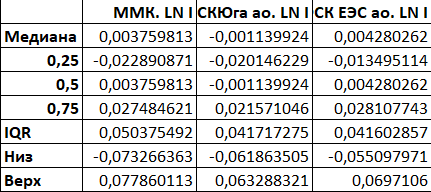 ММК. LN I СКЮга ао. LN I СК ЕЭС ао. LN I
Медиана 0,003759813 -0,001139924 0,004280262
0,25 -0,022890871 -0,020146229 -0,013495114
0,5 0,003759813 -0,001139924 0,004280262
0,75 0,027484621 0,021571046 0,028107743
IQR 0,050375492 0,041717275 0,041602857
Низ -0,073266363 -0,061863505 -0,055097971
Верх 0,077860113 0,063288321 0,0697106